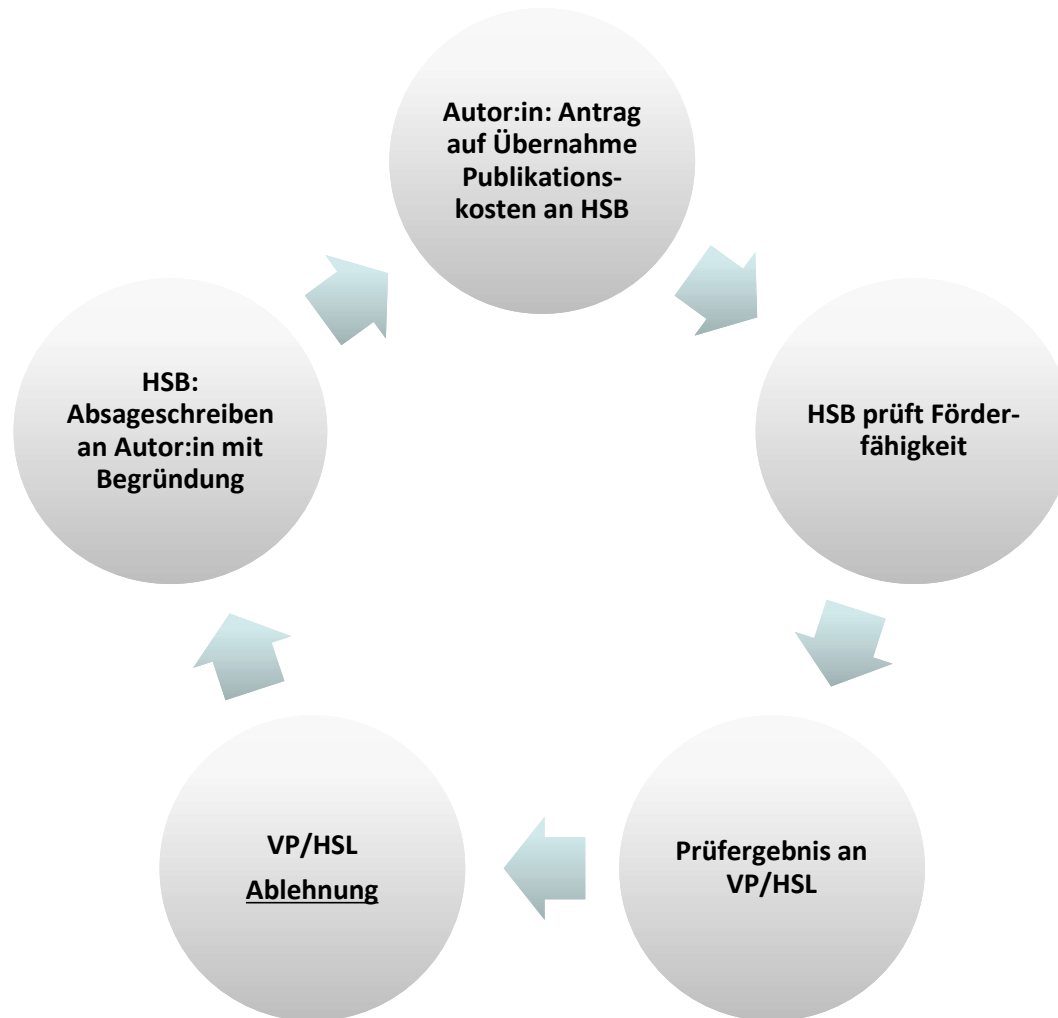 Autor:in: Antrag
auf Übernahme
Publikations-
kosten an HSB
HSB prüft Förder-
fähigkeit
Prüfergebnis an
VP/HSL
VP/HSL
Ablehnung
HSB:
Absageschreiben
an Autor:in mit
Begründung